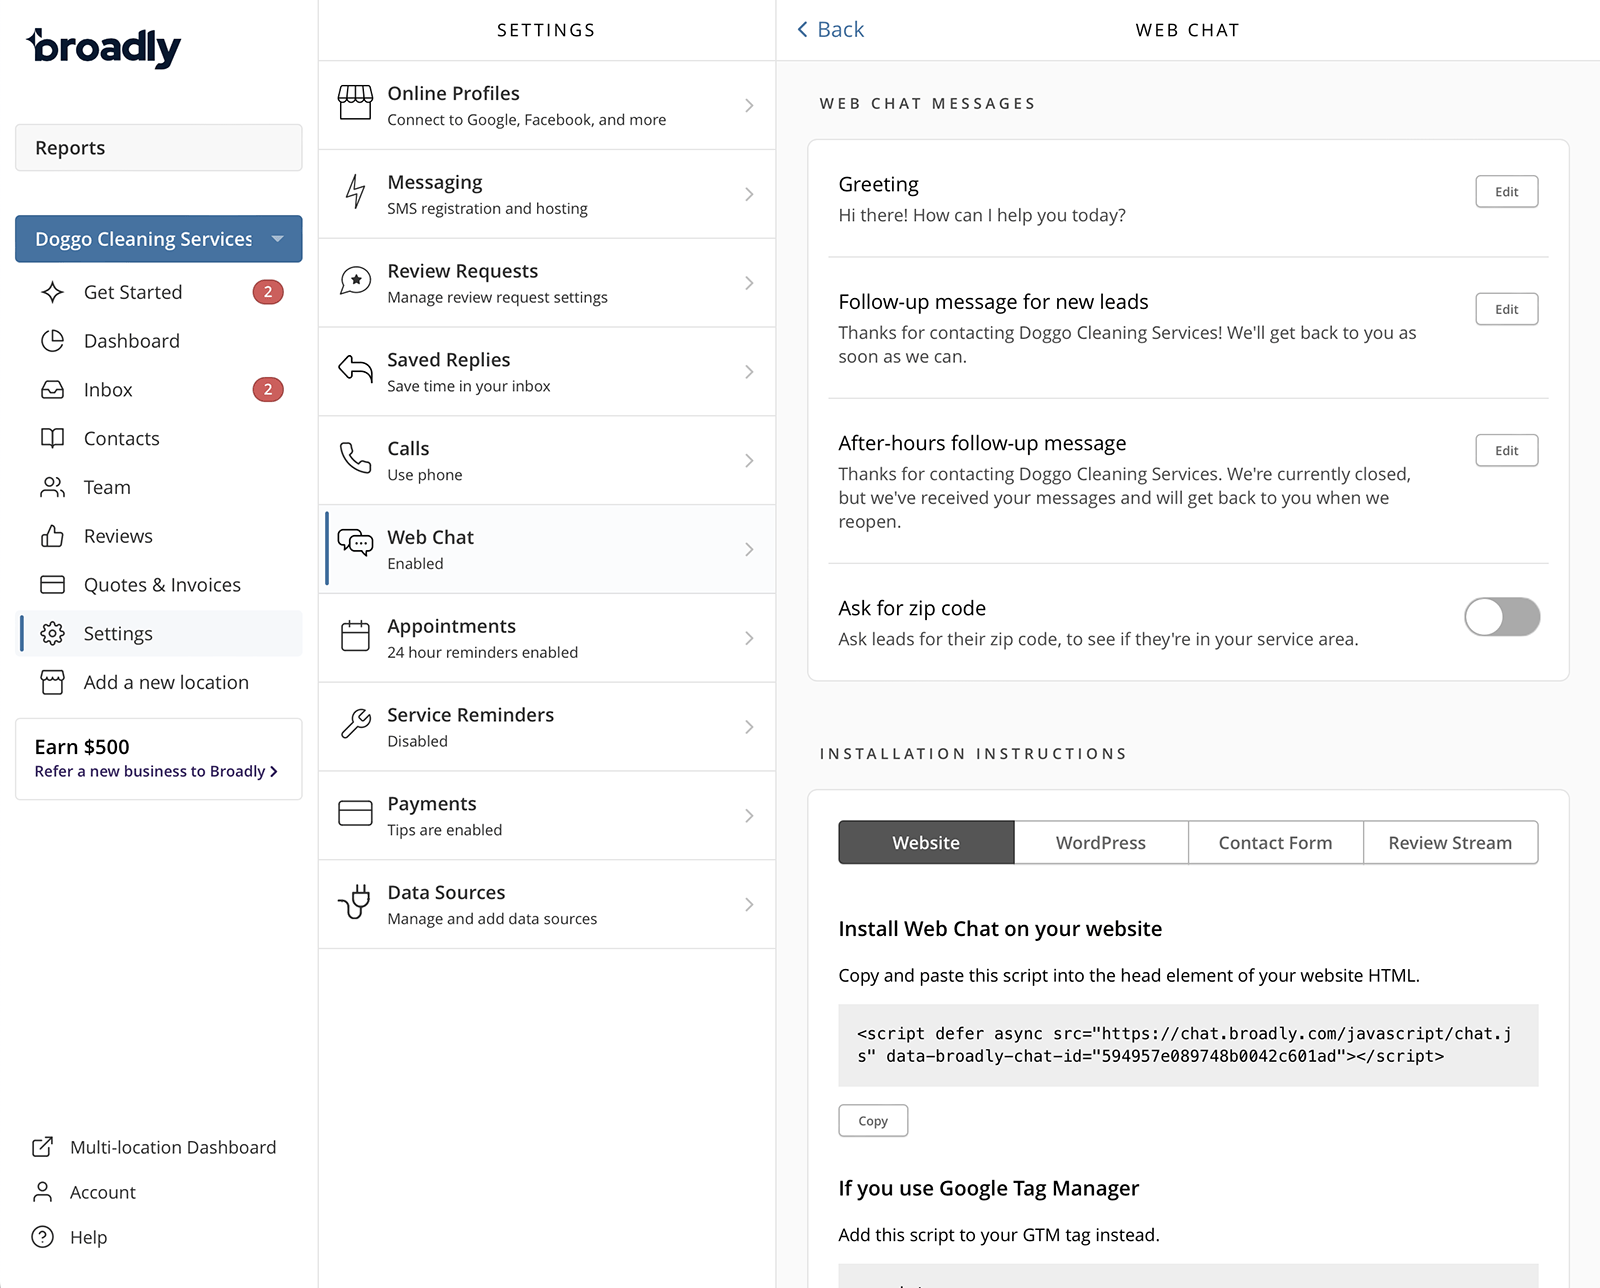 broadly
Reports
Doggo Cleaning Services
Get Started
2
Dashboard
Inbox
2
Contacts
Team
Reviews
Quotes & Invoices
Settings
Add a new location
Earn $500
Refer a new business to Broadly
Multi-location Dashboard
Account
Help
SETTINGS
Online Profiles
Connect to Google, Facebook, and more
Messaging
SMS registration and hosting
Review Requests
Manage review request settings
Saved Replies
Save time in your inbox
Calls
Use phone
Web Chat
Enabled
Appointments
24 hour reminders enabled
Service Reminders
Disabled
Payments
Tips are enabled
Data Sources
Manage and add data sources
Back
WEB CHAT
WEB CHAT MESSAGES
Greeting
Hi there! How can I help you today?
Edit
Follow-up message for new leads
Thanks for contacting Doggo Cleaning Services! We'll get back to you as
soon as we can.
Edit
After-hours follow-up message
Thanks for contacting Doggo Cleaning Services. We're currently closed,
but we've received your messages and will get back to you when we
reopen.
Edit
Ask for zip code
Ask leads for their zip code, to see if they're in your service area.
INSTALLATION INSTRUCTIONS
Website
WordPress
Contact Form
Review Stream
Install Web Chat on your website
Copy and paste this script into the head element of your website HTML.
<script defer async src="https://chat.broadly.com/javascript/chat.j
s" data-broadly-chat-id="594957e089748b0042c601ad"></script>
Copy
If you use Google Tag Manager
Add this script to your GTM tag instead.